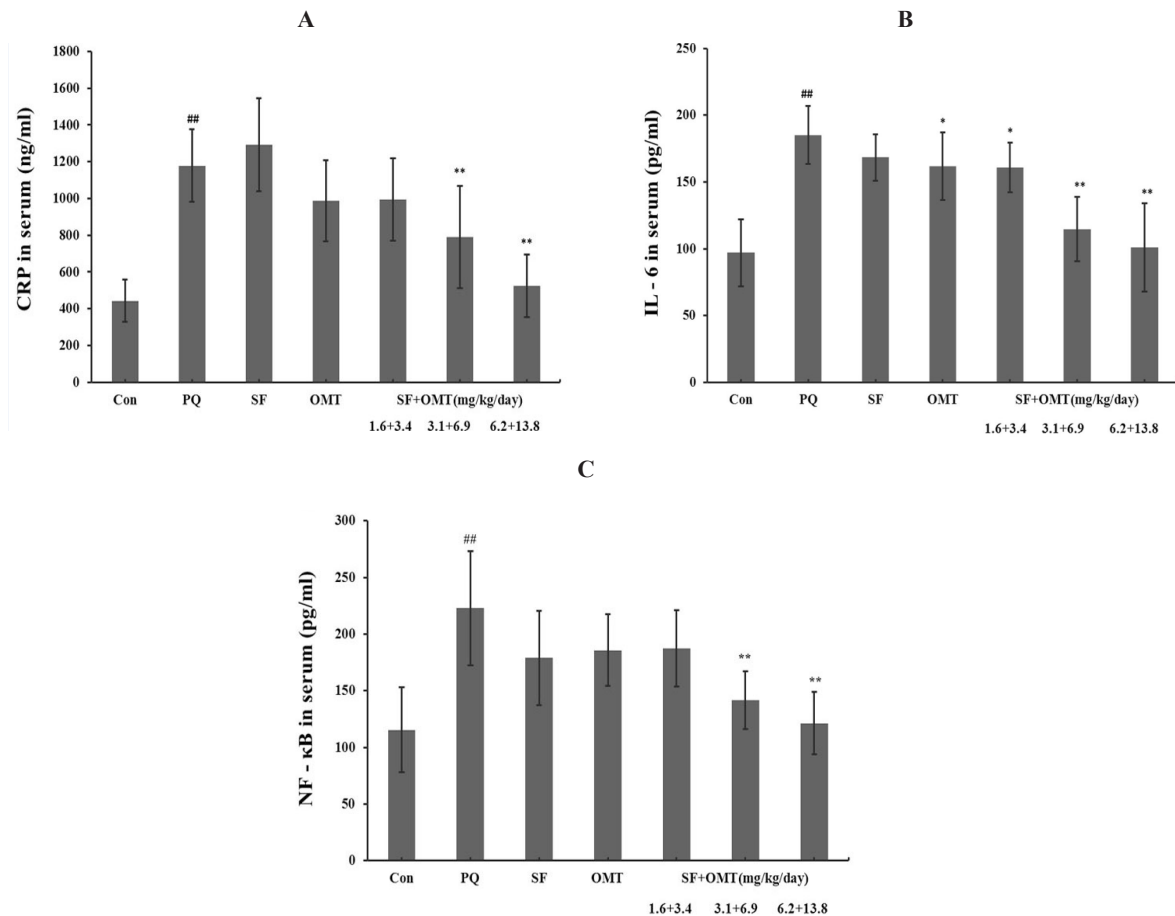 A
CRP in serum (ng/ml)
1800
1600
1400
1200
1000
800
600
400
200
0
##
**
**
Con PQ SF OMT SF+OMT(mg/kg/day)
1.6+3.4 3.1+6.9 6.2+13.8
B
IL - 6 in serum (pg/ml)
250
200
150
100
50
0
##
*
*
**
**
Con PQ SF OMT SF+OMT(mg/kg/day)
1.6+3.4 3.1+6.9 6.2+13.8
C
NF - κB in serum (pg/ml)
300
250
200
150
100
50
0
##
**
**
Con PQ SF OMT SF+OMT(mg/kg/day)
1.6+3.4 3.1+6.9 6.2+13.8